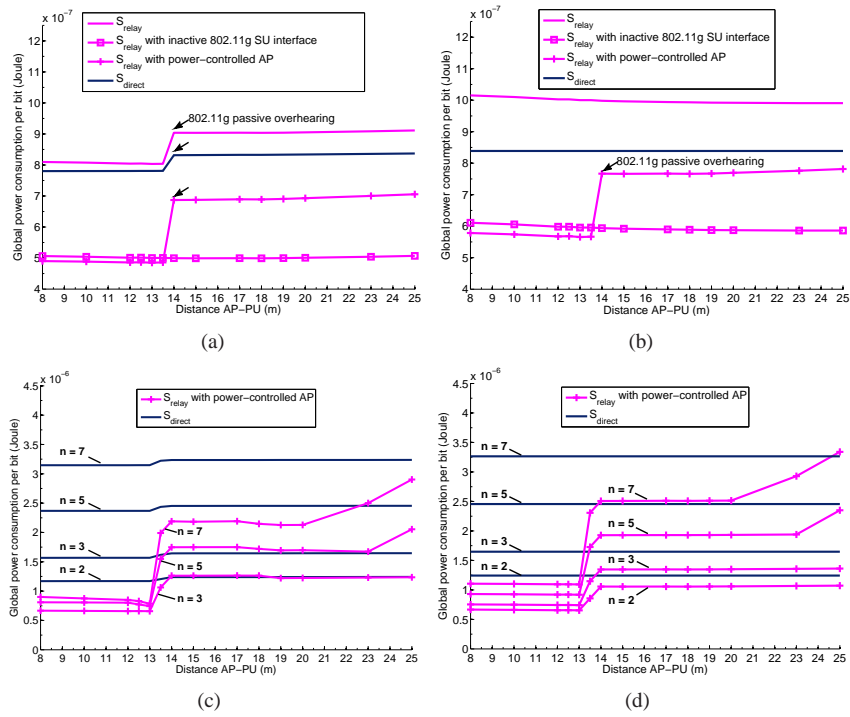 x 10⁻⁷
12
11
10
9
8
7
6
5
4
8 9 10 11 12 13 14 15 16 17 18 19 20 21 22 23 24 25
Global power consumption per bit (Joule)
Distance AP−PU (m)
S_relay
S_relay with inactive 802.11g SU interface
S_relay with power−controlled AP
S_direct
802.11g passive overhearing
(a)
x 10⁻⁷
12
11
10
9
8
7
6
5
4
8 9 10 11 12 13 14 15 16 17 18 19 20 21 22 23 24 25
Global power consumption per bit (Joule)
Distance AP−PU (m)
S_relay
S_relay with inactive 802.11g SU interface
S_relay with power−controlled AP
S_direct
802.11g passive overhearing
(b)
x 10⁻⁶
4.5
4
3.5
3
2.5
2
1.5
1
0.5
0
8 9 10 11 12 13 14 15 16 17 18 19 20 21 22 23 24 25
Global power consumption per bit (Joule)
Distance AP−PU (m)
S_relay with power−controlled AP
S_direct
n = 7
n = 5
n = 3
n = 2
n = 7
n = 5
n = 3
(c)
x 10⁻⁶
4.5
4
3.5
3
2.5
2
1.5
1
0.5
0
8 9 10 11 12 13 14 15 16 17 18 19 20 21 22 23 24 25
Global power consumption per bit (Joule)
Distance AP−PU (m)
S_relay with power−controlled AP
S_direct
n = 7
n = 5
n = 3
n = 2
n = 7
n = 5
n = 3
n = 2
(d)